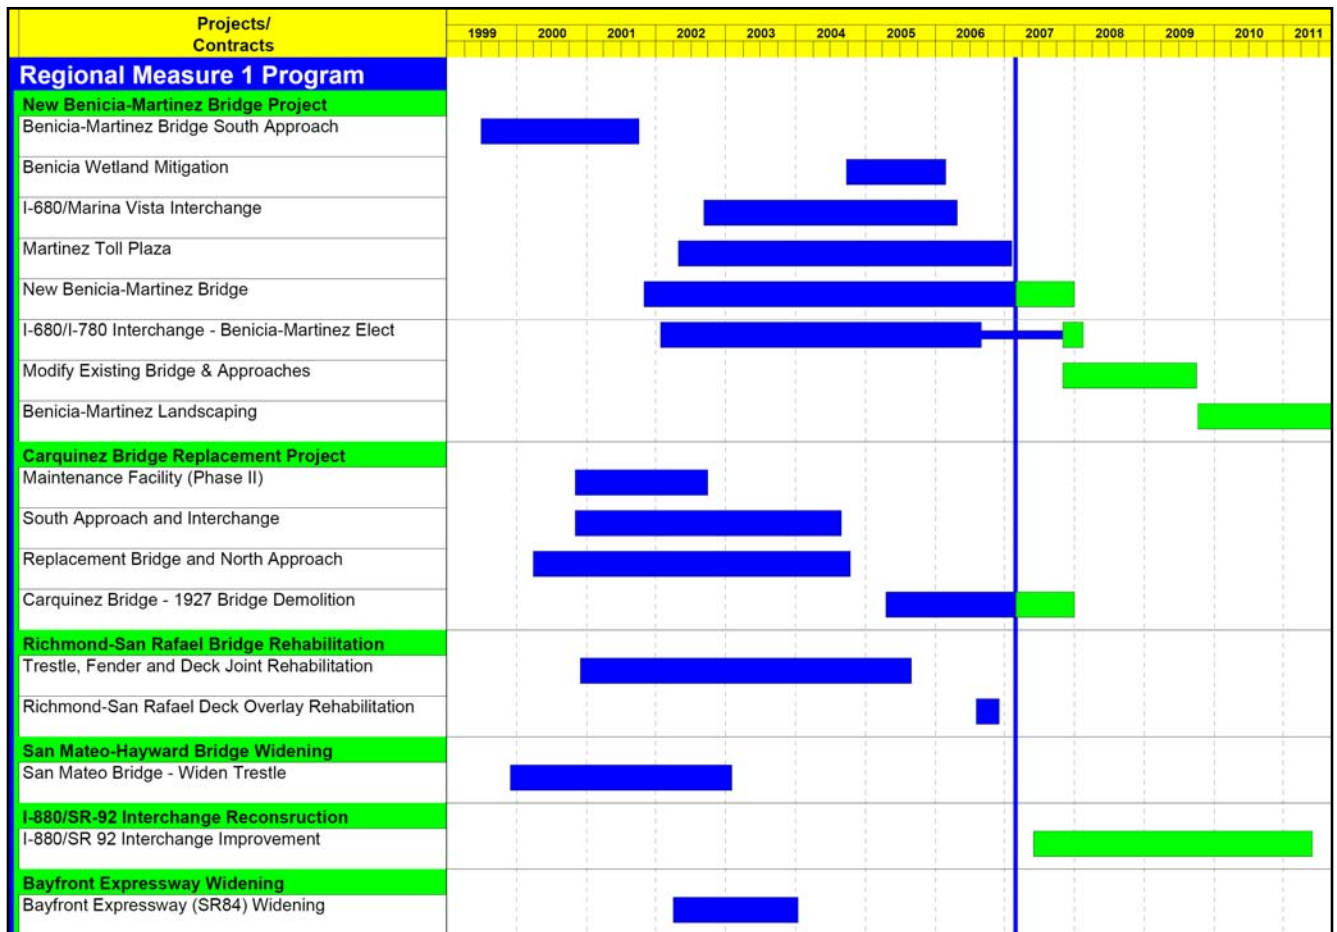 Projects/
Contracts
1999 2000 2001 2002 2003 2004 2005 2006 2007 2008 2009 2010 2011
Regional Measure 1 Program
New Benicia-Martinez Bridge Project
Benicia-Martinez Bridge South Approach
Benicia Wetland Mitigation
I-680/Marina Vista Interchange
Martinez Toll Plaza
New Benicia-Martinez Bridge
I-680/I-780 Interchange - Benicia-Martinez Elect
Modify Existing Bridge & Approaches
Benicia-Martinez Landscaping
Carquinez Bridge Replacement Project
Maintenance Facility (Phase II)
South Approach and Interchange
Replacement Bridge and North Approach
Carquinez Bridge - 1927 Bridge Demolition
Richmond-San Rafael Bridge Rehabilitation
Trestle, Fender and Deck Joint Rehabilitation
Richmond-San Rafael Deck Overlay Rehabilitation
San Mateo-Hayward Bridge Widening
San Mateo Bridge - Widen Trestle
I-880/SR-92 Interchange Reconsruction
I-880/SR 92 Interchange Improvement
Bayfront Expressway Widening
Bayfront Expressway (SR84) Widening